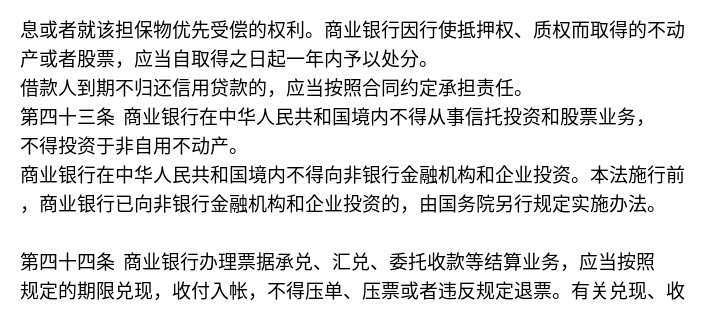 息或者就该担保物优先受偿的权利。商业银行因行使抵押权、质权而取得的不动
产或者股票，应当自取得之日起一年内予以处分。
借款人到期不归还信用贷款的，应当按照合同约定承担责任。
第四十三条 商业银行在中华人民共和国境内不得从事信托投资和股票业务，
不得投资于非自用不动产。
商业银行在中华人民共和国境内不得向非银行金融机构和企业投资。本法施行前
，商业银行已向非银行金融机构和企业投资的，由国务院另行规定实施办法。
第四十四条 商业银行办理票据承兑、汇兑、委托收款等结算业务，应当按照
规定的期限兑现，收付入帐，不得压单、压票或者违反规定退票。有关兑现、收